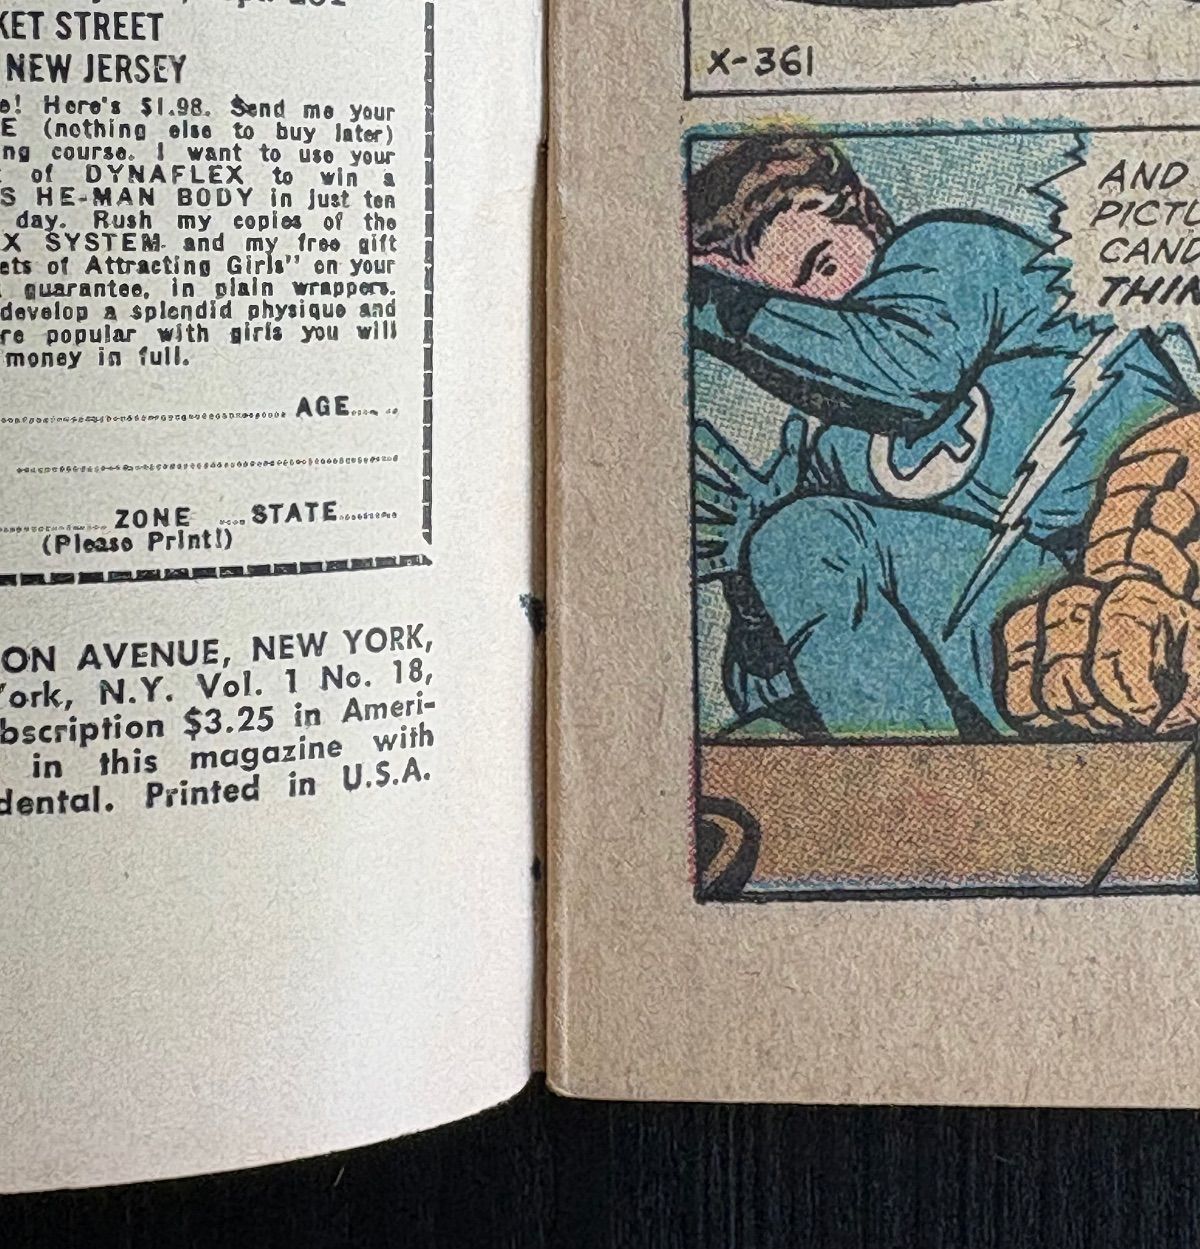 KET STREET
NEW JERSEY
e! Here's $1.98. Send me your
E (nothing else to buy later)
ng course. I want to use your
of DYNAFLEX to win a
S HE-MAN BODY in just ten
day. Rush my copies of the
X SYSTEM and my free gift
ets of Attracting Girls" on your
guarantee, in plain wrappers.
develop a splendid physique and
re popular with girls you will
money in full.
AGE
ZONE STATE
(Please Print!)
ON AVENUE, NEW YORK,
York, N.Y. Vol. 1 No. 18,
bscription $3.25 in Ameri-
in this magazine with
dental. Printed in U.S.A.
X-361
AND
PICTU
CAND
THIN